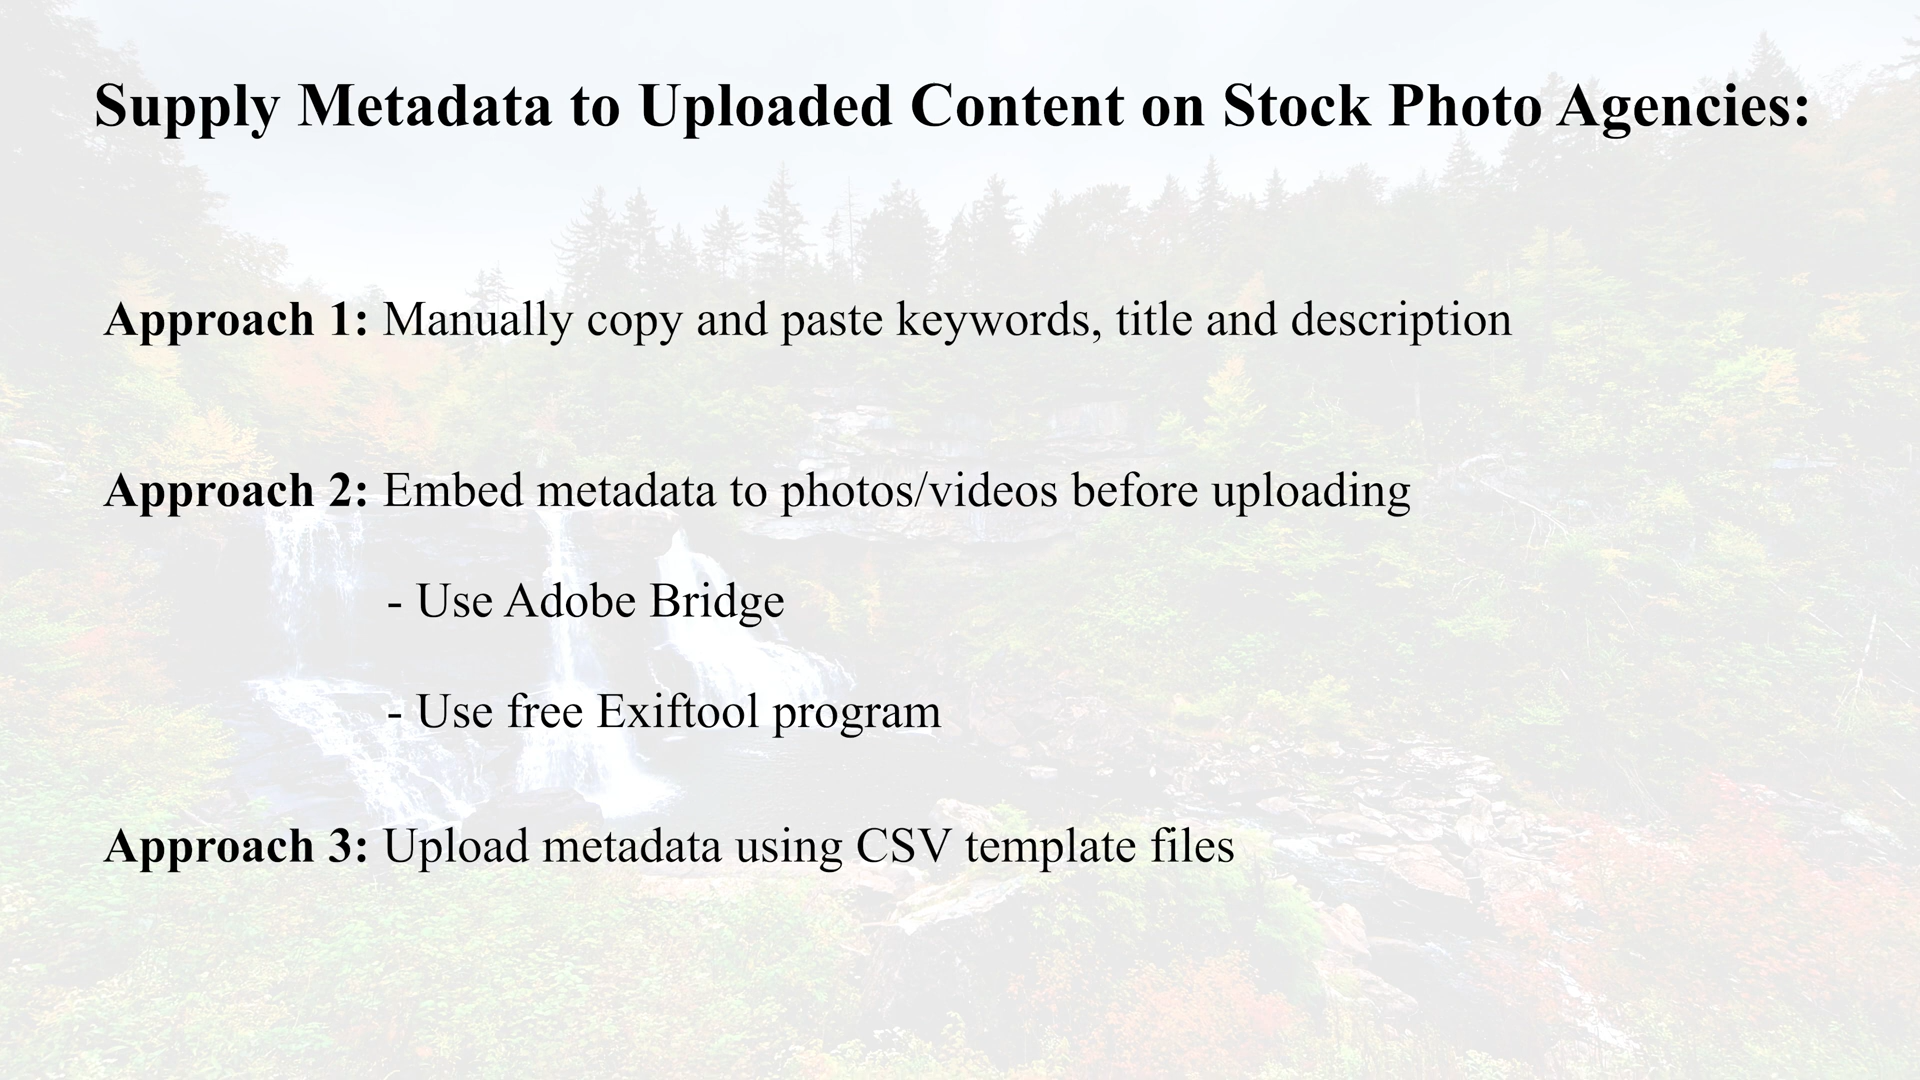 Supply Metadata to Uploaded Content on Stock Photo Agencies:
Approach 1: Manually copy and paste keywords, title and description
Approach 2: Embed metadata to photos/videos before uploading
- Use Adobe Bridge
- Use free Exiftool program
Approach 3: Upload metadata using CSV template files